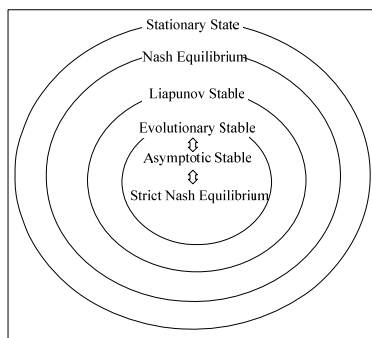 Stationary State
Nash Equilibrium
Liapunov Stable
Evolutionary Stable
Asymptotic Stable
Strict Nash Equilibrium